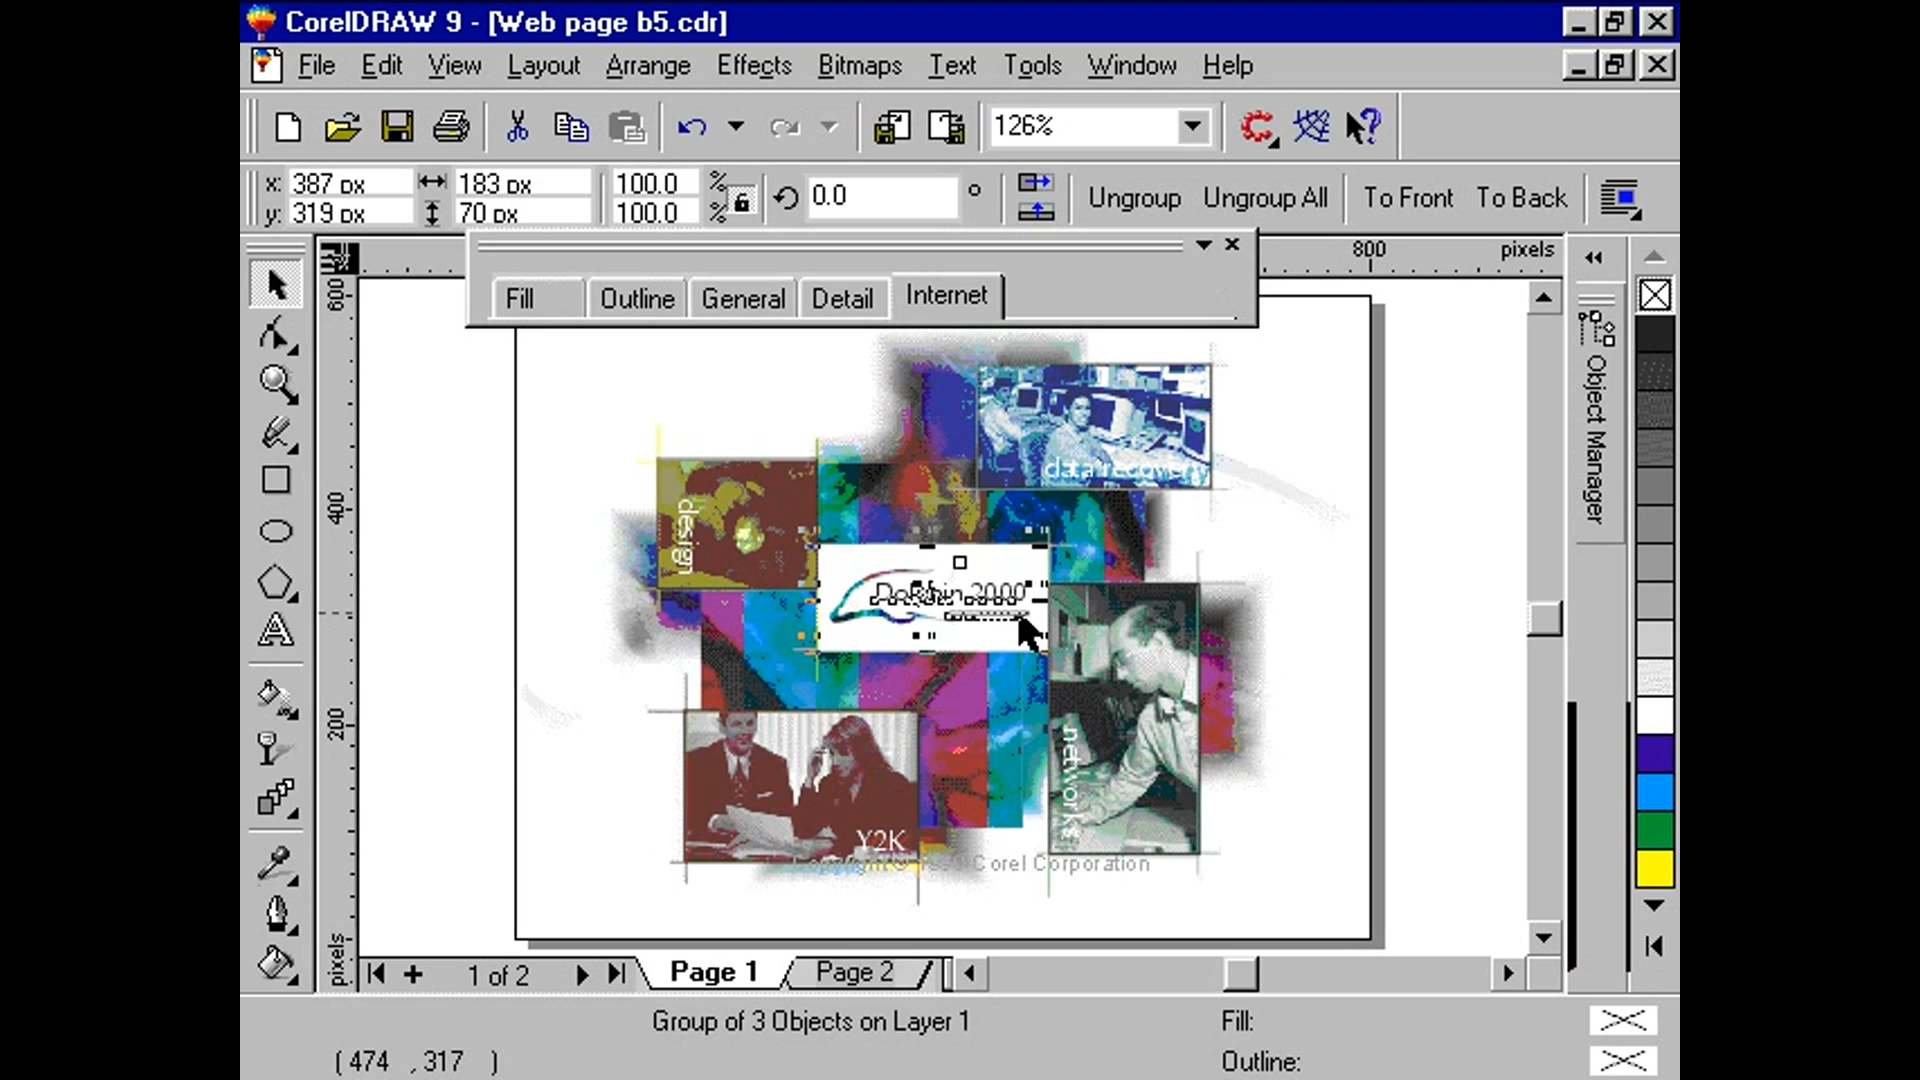 CorelDRAW 9 - [Web page b5.cdr]
File Edit View Layout Arrange Effects Bitmaps Text Tools Window Help
126%
x: 387 px 183 px 100.0 %
y: 319 px 70 px 100.0 %
0.0 °
Ungroup Ungroup All To Front To Back
800 pixels
Fill Outline General Detail Internet
600
400
200
pixels
Object Manager
data recovery
design
Dolphin 2000
networks
Y2K
Corel Corporation
1 of 2 Page 1 Page 2
Group of 3 Objects on Layer 1 Fill:
( 474 , 317 ) Outline: